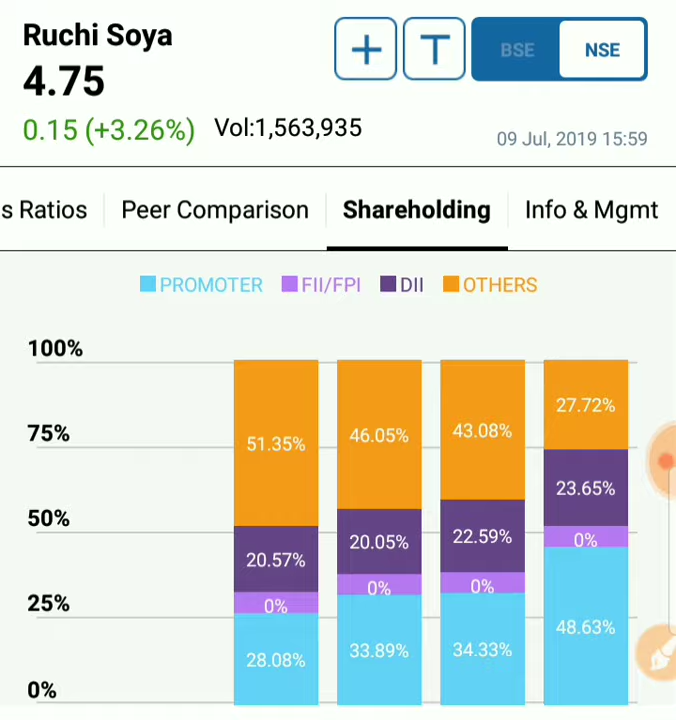 Ruchi Soya
4.75
0.15 (+3.26%) Vol:1,563,935
+ T BSE NSE
09 Jul, 2019 15:59
s Ratios Peer Comparison Shareholding Info & Mgmt
PROMOTER FII/FPI DII OTHERS
100%
75%
50%
25%
0%
51.35% 46.05% 43.08% 27.72%
20.57% 20.05% 22.59% 23.65%
0% 0% 0% 0%
28.08% 33.89% 34.33% 48.63%